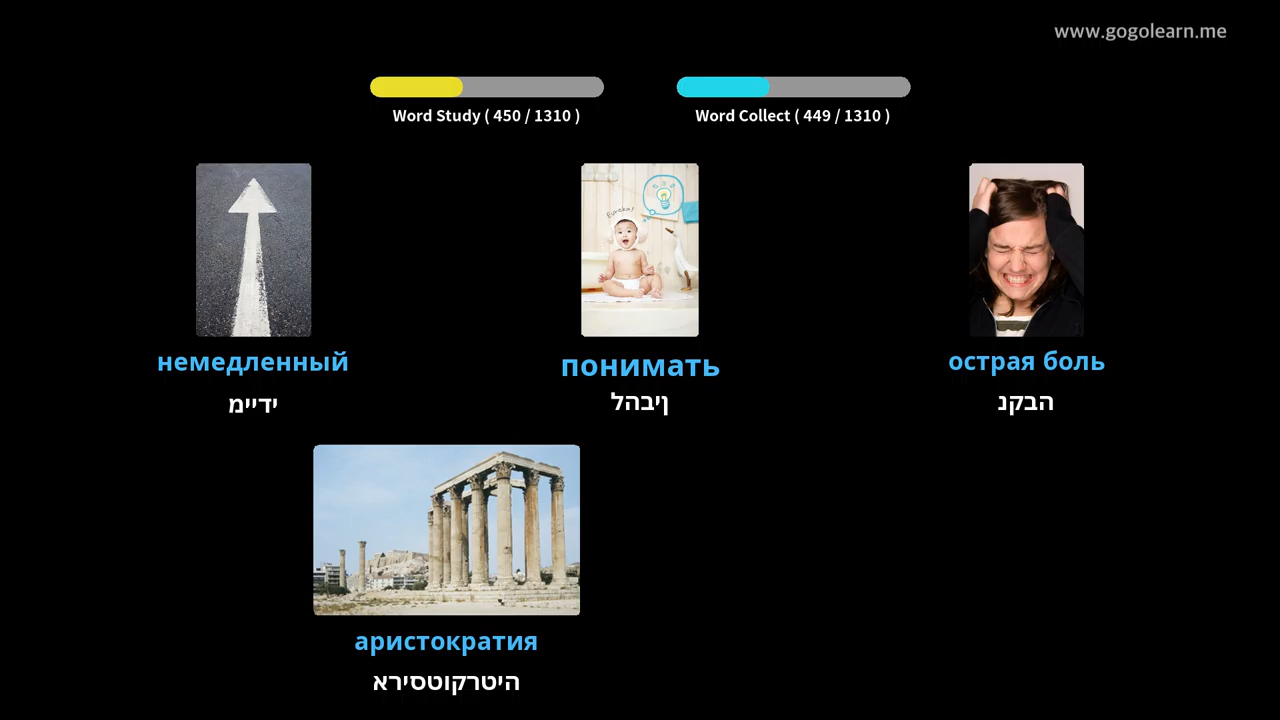 www.gogolearn.me
Word Study ( 450 / 1310 )
Word Collect ( 449 / 1310 )
немедленный
ידיימ
понимать
ןיבהל
острая боль
הבקנ
аристократия
היטרקוטסירא